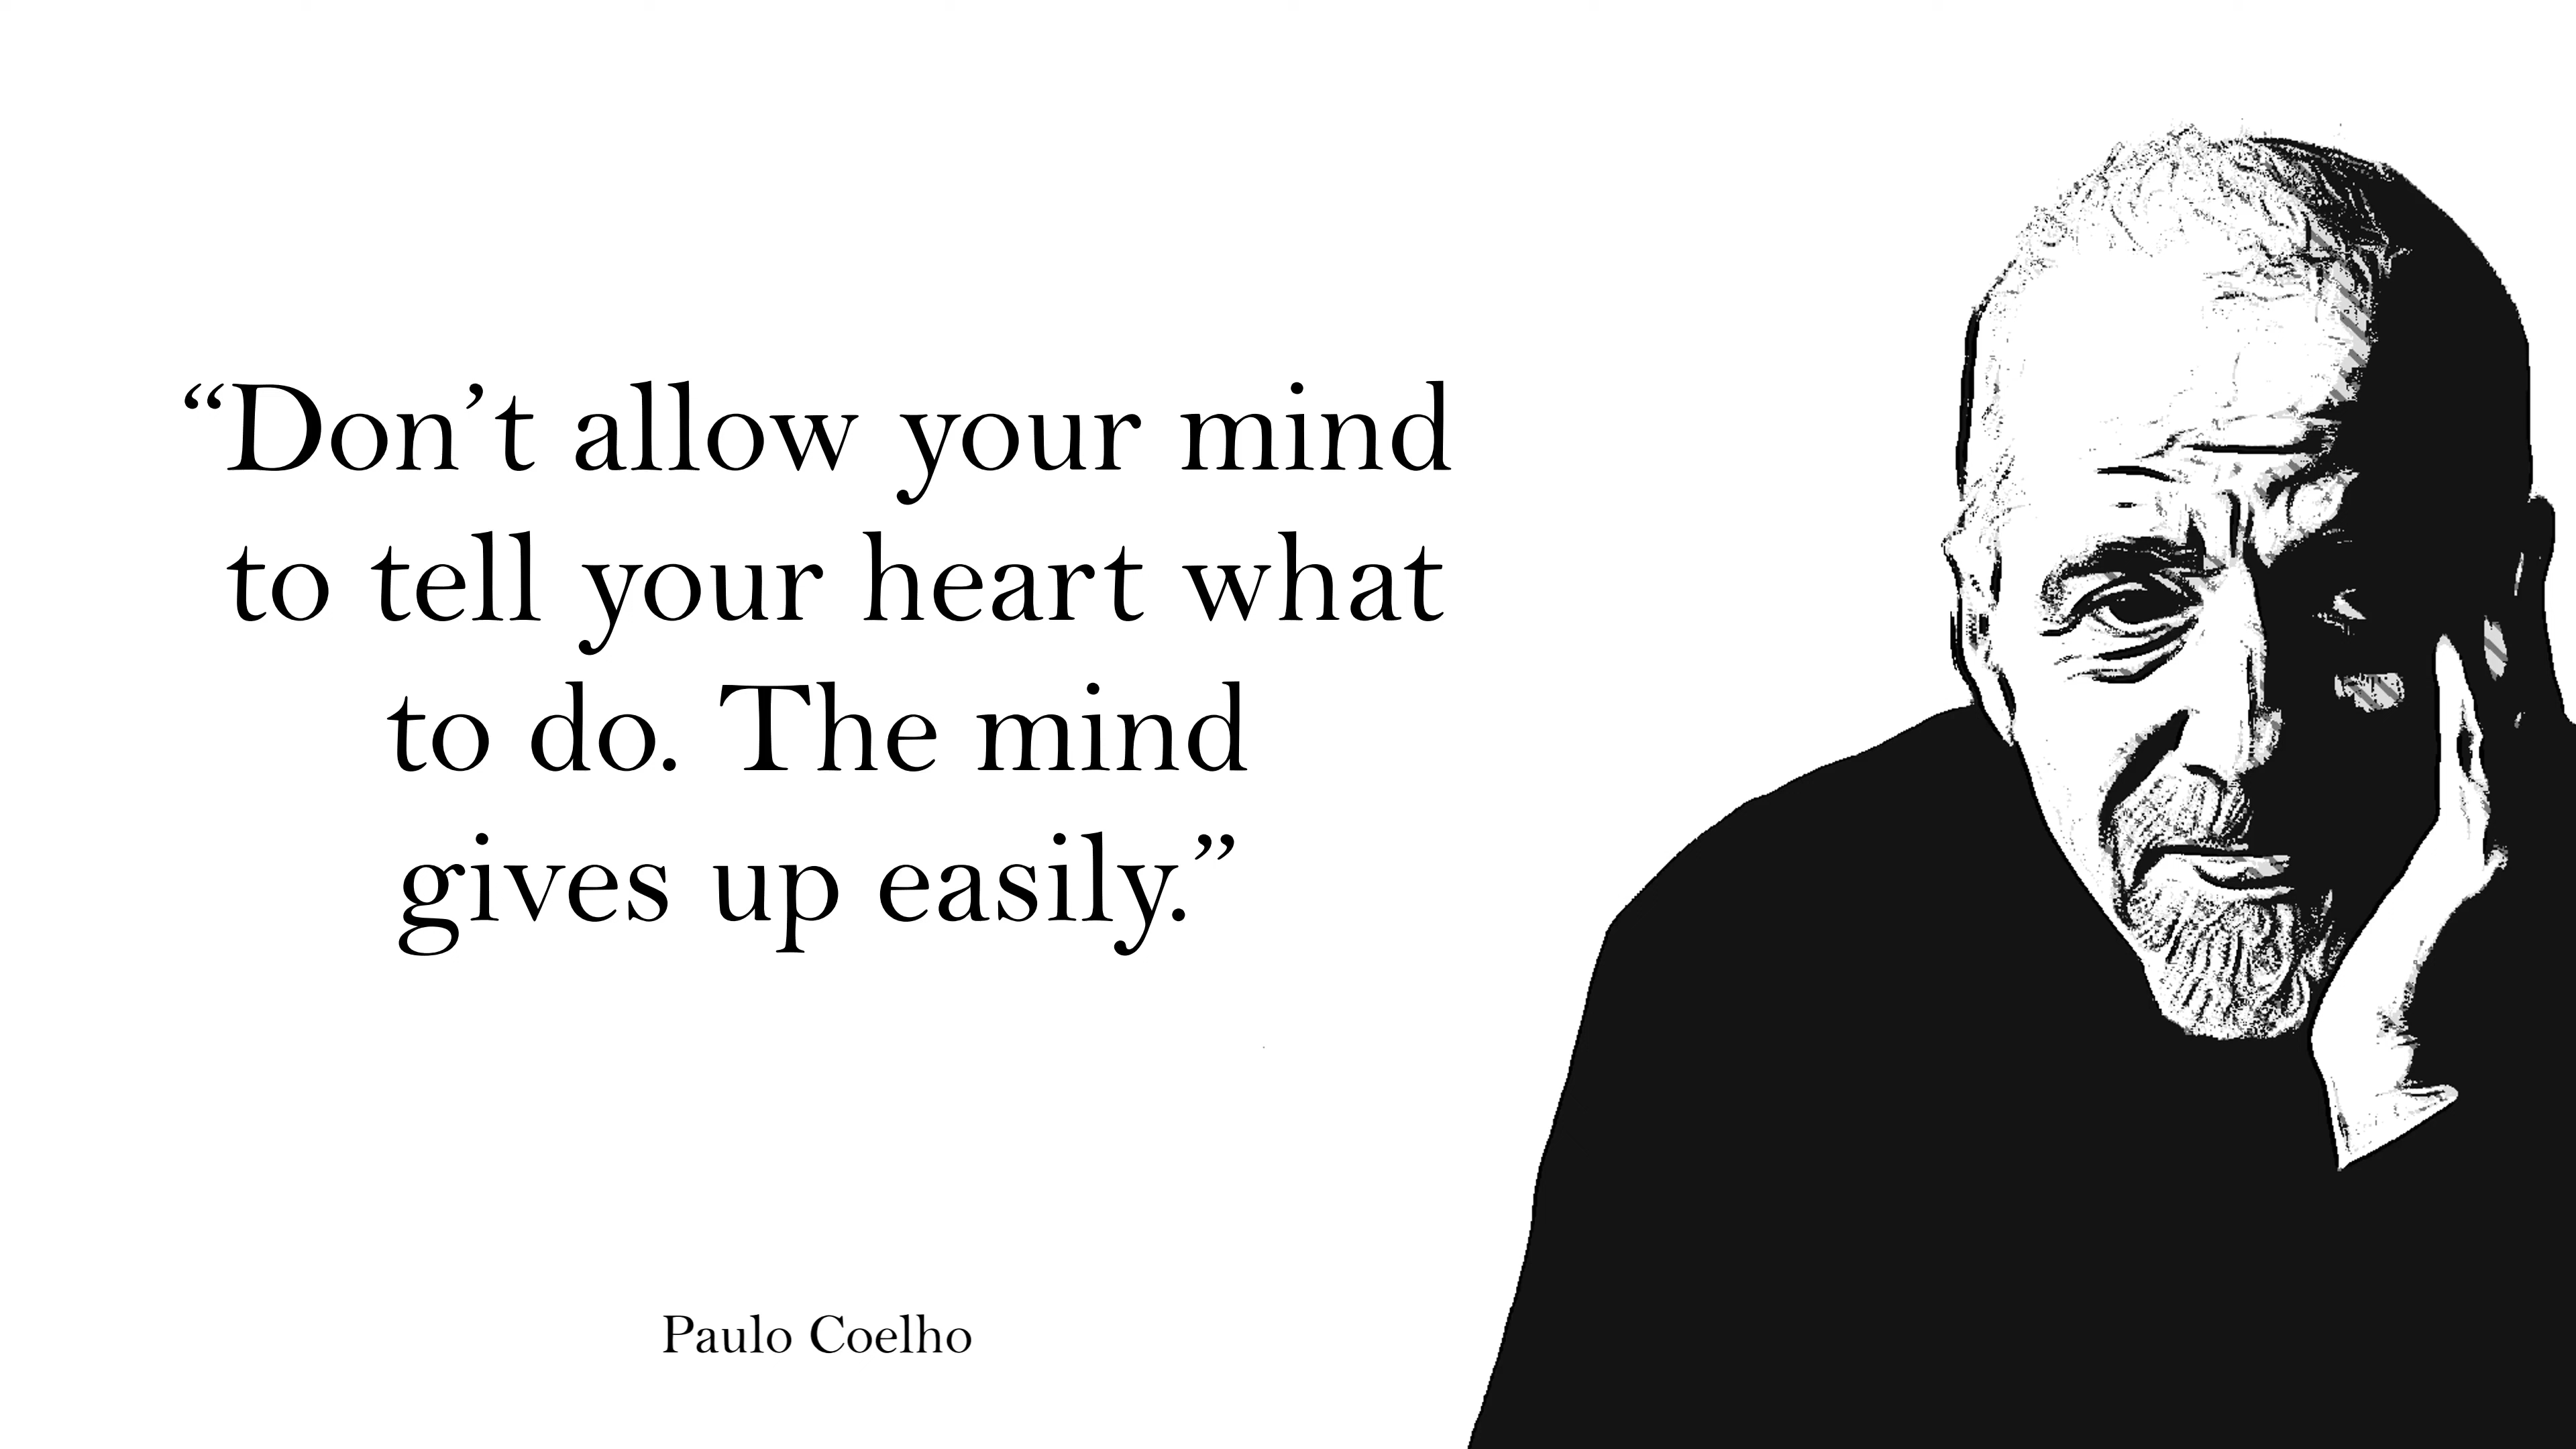 “Don’t allow your mind
to tell your heart what
to do. The mind
gives up easily.”
Paulo Coelho